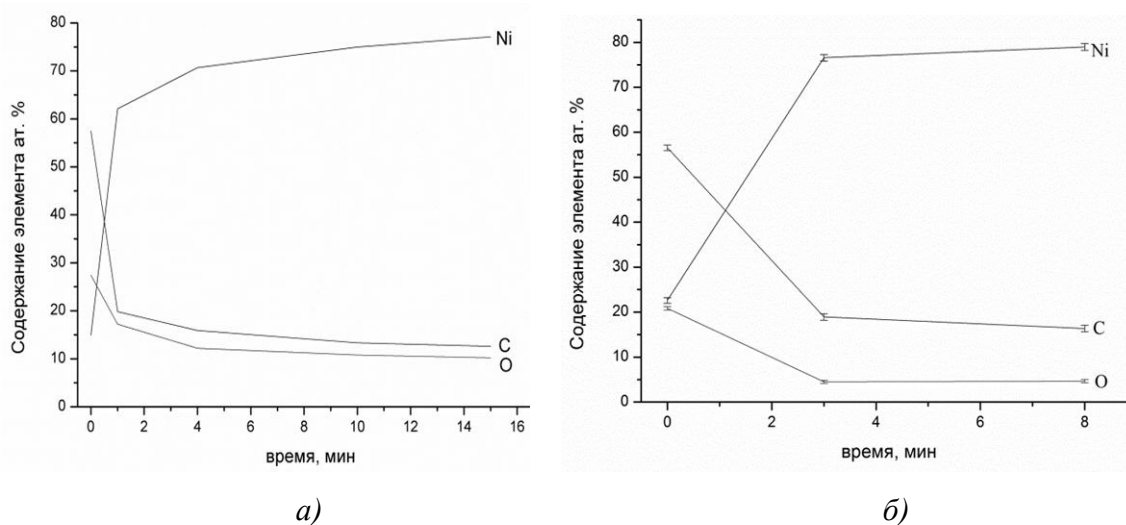 Содержание элемента ат. %
80
70
60
50
40
30
20
10
0
Ni
C
O
0 2 4 6 8 10 12 14 16
время, мин
а)
Содержание элемента ат. %
80
70
60
50
40
30
20
10
0
Ni
C
O
0 2 4 6 8
время, мин
б)